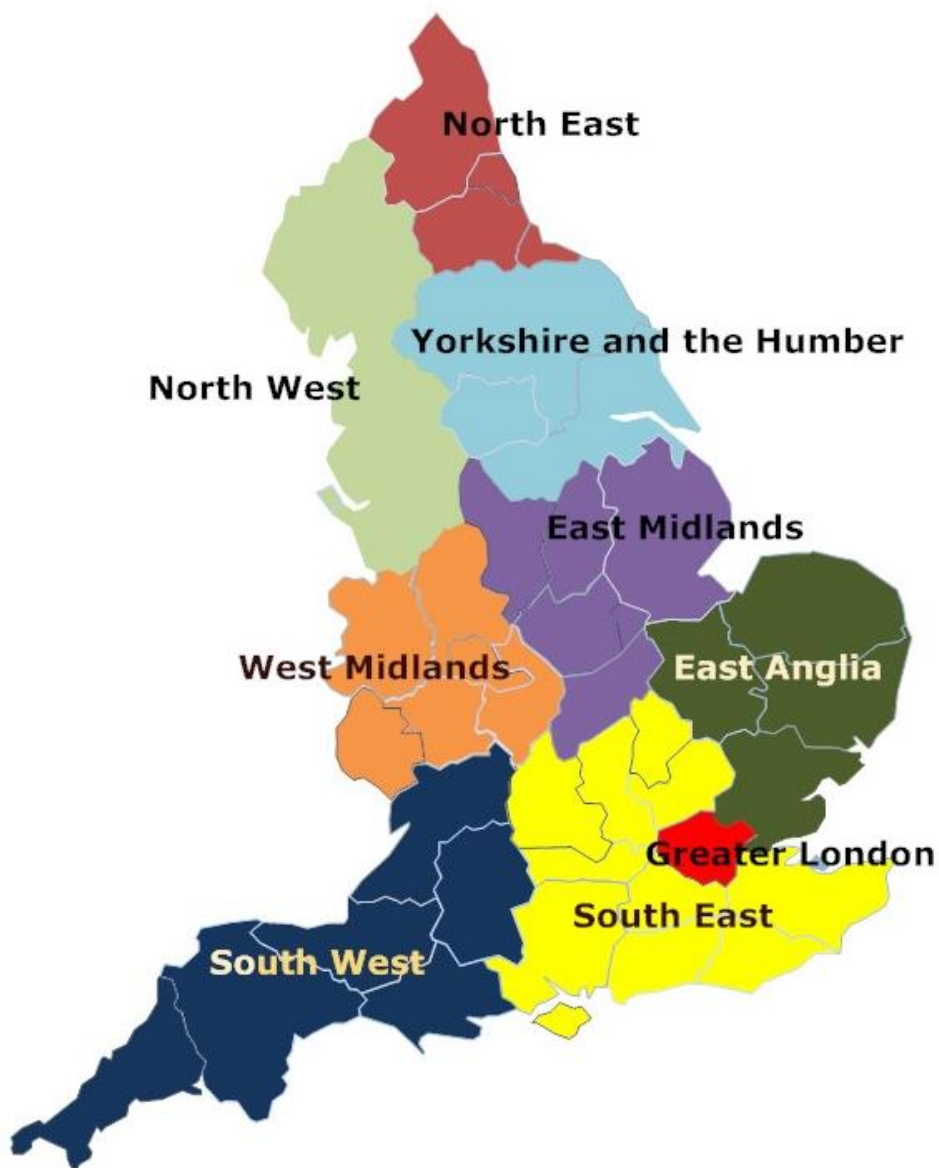 North East
Yorkshire and the Humber
North West
East Midlands
West Midlands
East Anglia
Greater London
South East
South West